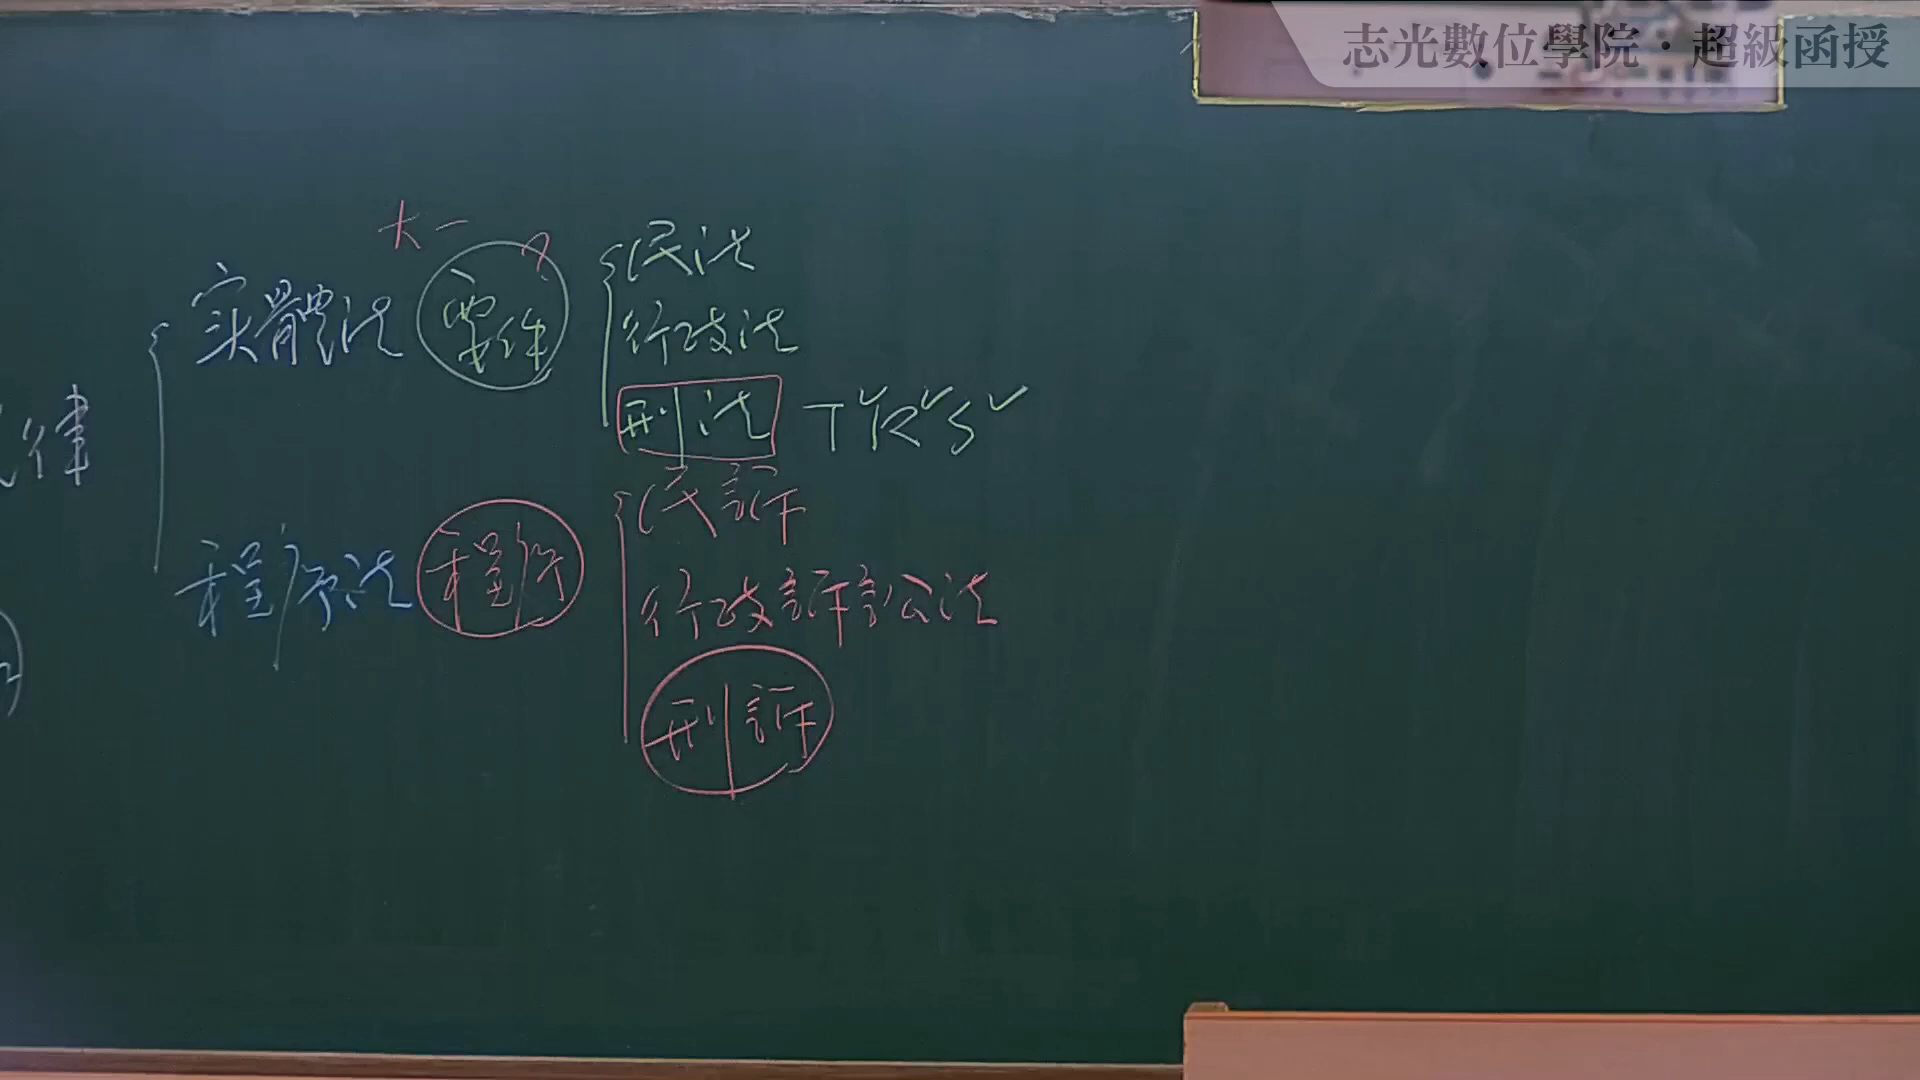 志光數位學院・超級函授
大一
实體法 要件
民法
行政法
刑法 T R S
律
程序法 程序
民訴
行政訴訟法
刑訴